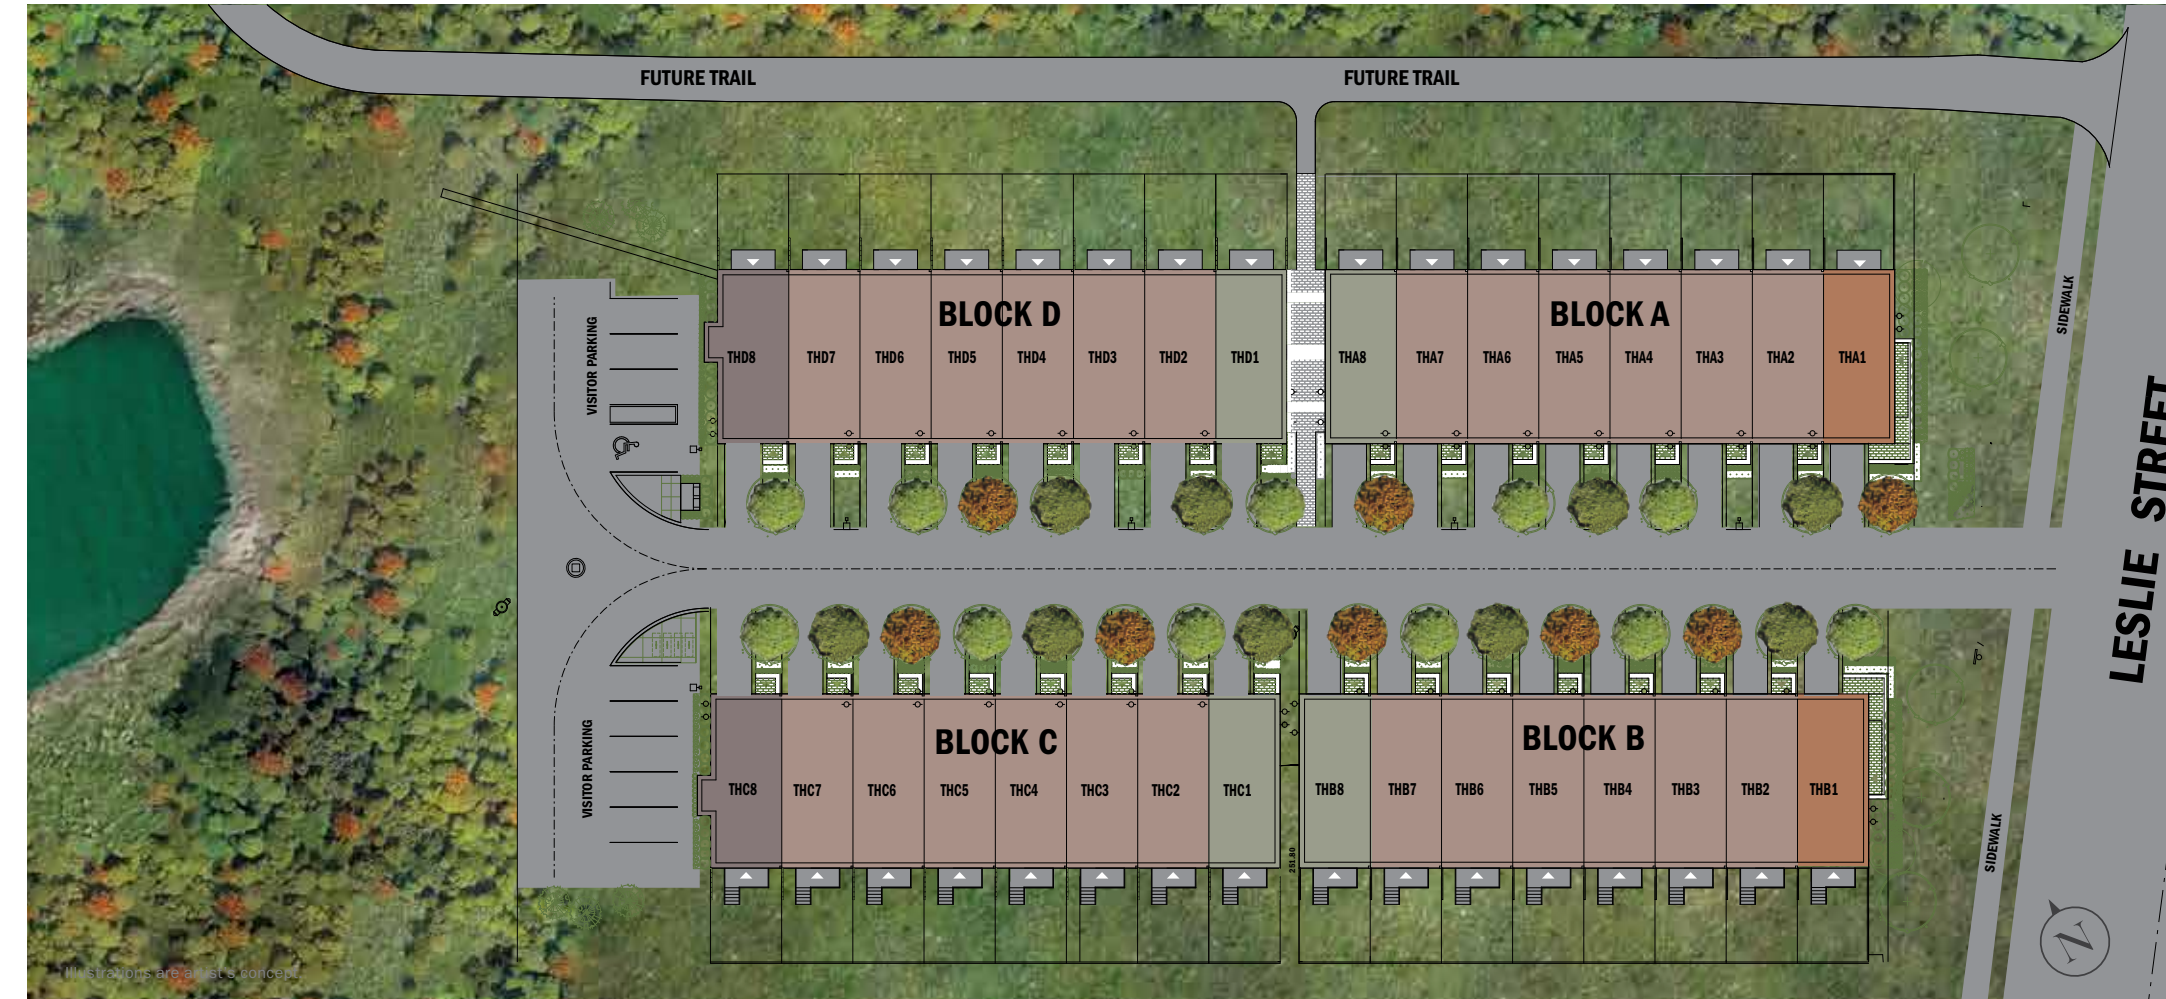 FUTURE TRAIL
FUTURE TRAIL
SIDEWALK
VISITOR PARKING
BLOCK D
BLOCK A
THD8
THD7
THD6
THD5
THD4
THD3
THD2
THD1
THA8
THA7
THA6
THA5
THA4
THA3
THA2
THA1
LESLIE STREET
VISITOR PARKING
BLOCK C
BLOCK B
THC8
THC7
THC6
THC5
THC4
THC3
THC2
THC1
THB8
THB7
THB6
THB5
THB4
THB3
THB2
THB1
251.80
SIDEWALK
N
Illustrations are artist's concept.